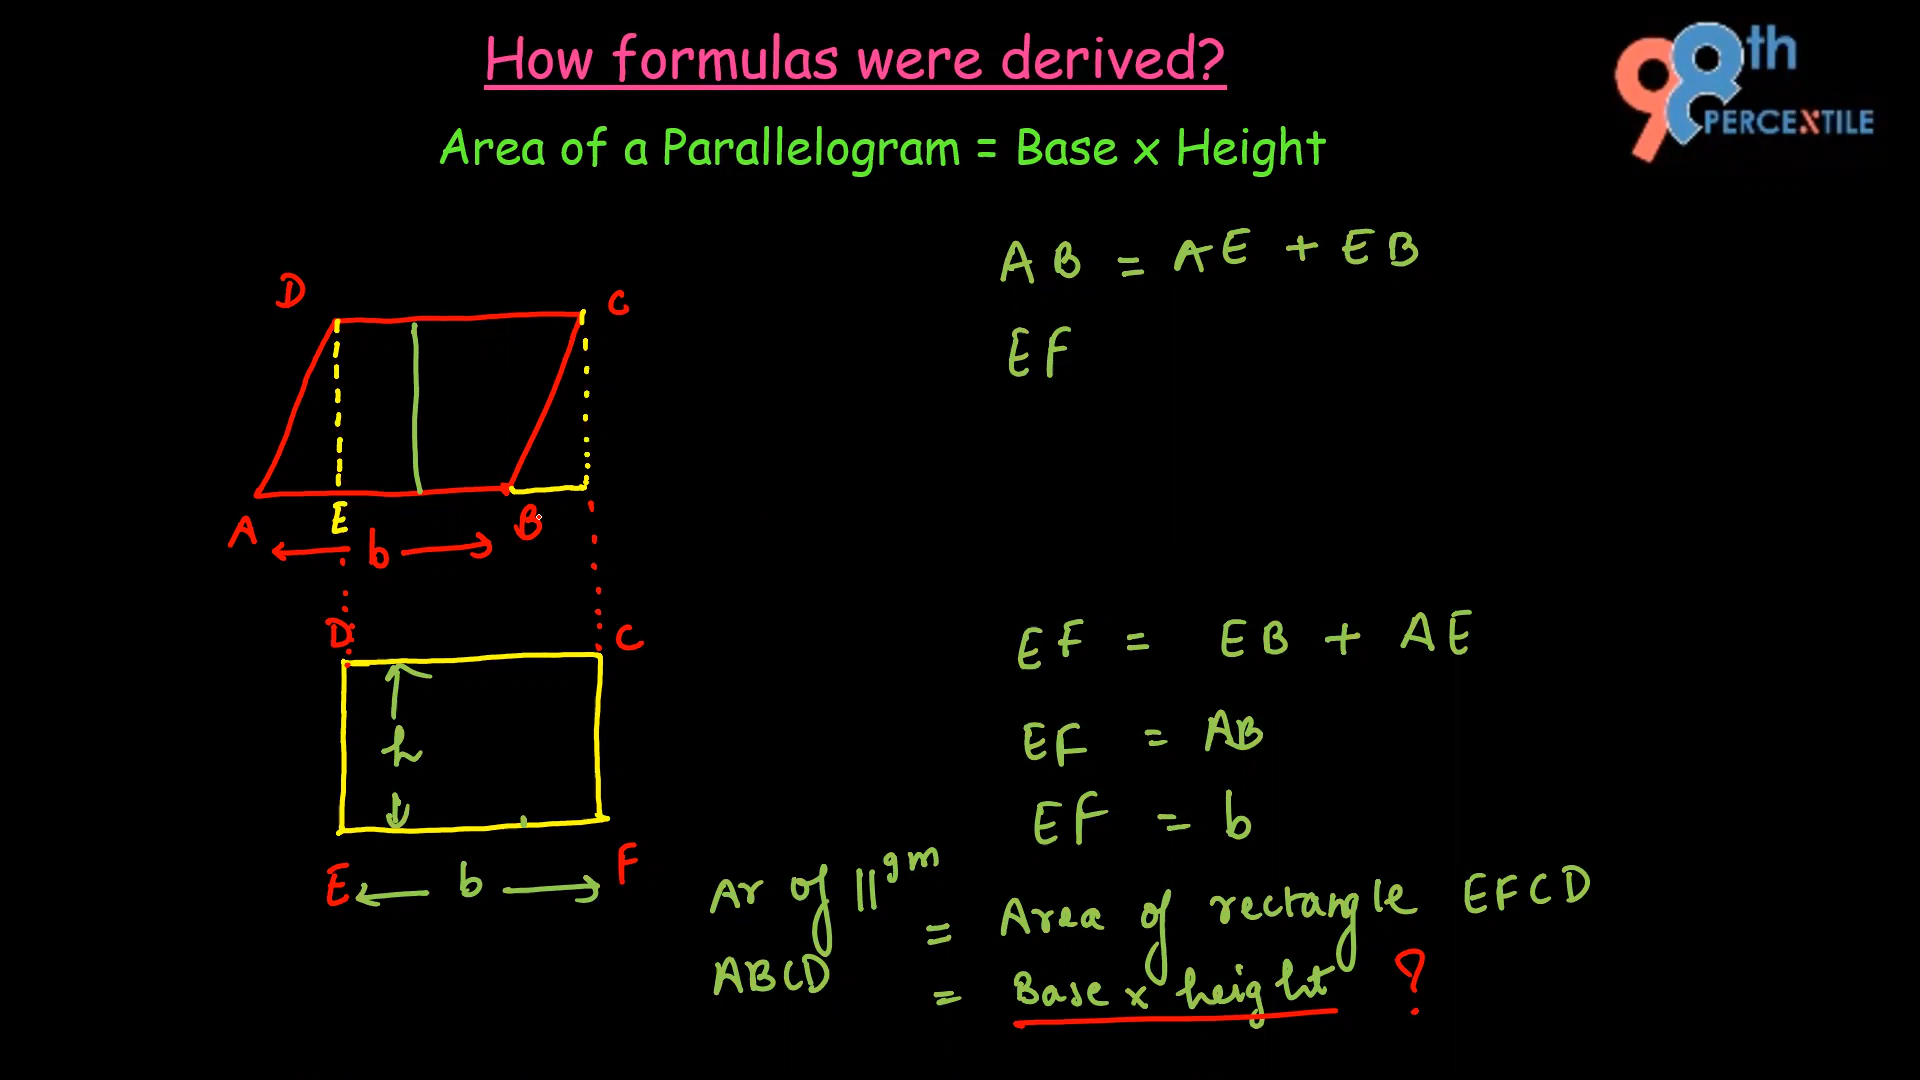 How formulas were derived?
98th
PERCEXTILE
Area of a Parallelogram = Base x Height
AB = AE + EB
EF
D C
A E B
b
D C
h
E F
b
EF = EB + AE
EF = AB
EF = b
Ar of ||gm ABCD = Area of rectangle EFCD
= Base x height ?